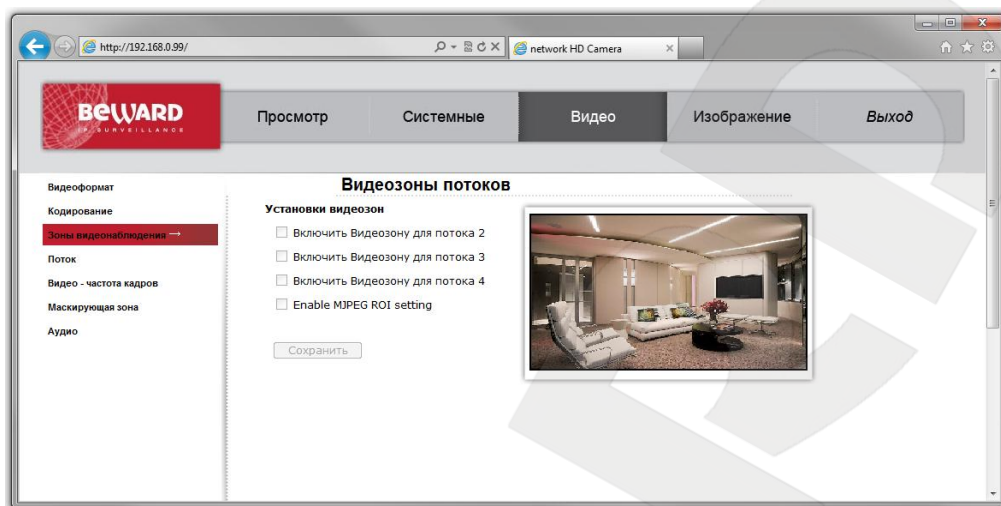 http://192.168.0.99/
network HD Camera
BEWARD
IP SURVEILLANCE
Просмотр
Системные
Видео
Изображение
Выход
Видеоформат
Кодирование
Зоны видеонаблюдения →
Поток
Видео - частота кадров
Маскирующая зона
Аудио
Видеозоны потоков
Установки видеозон
Включить Видеозону для потока 2
Включить Видеозону для потока 3
Включить Видеозону для потока 4
Enable MJPEG ROI setting
Сохранить